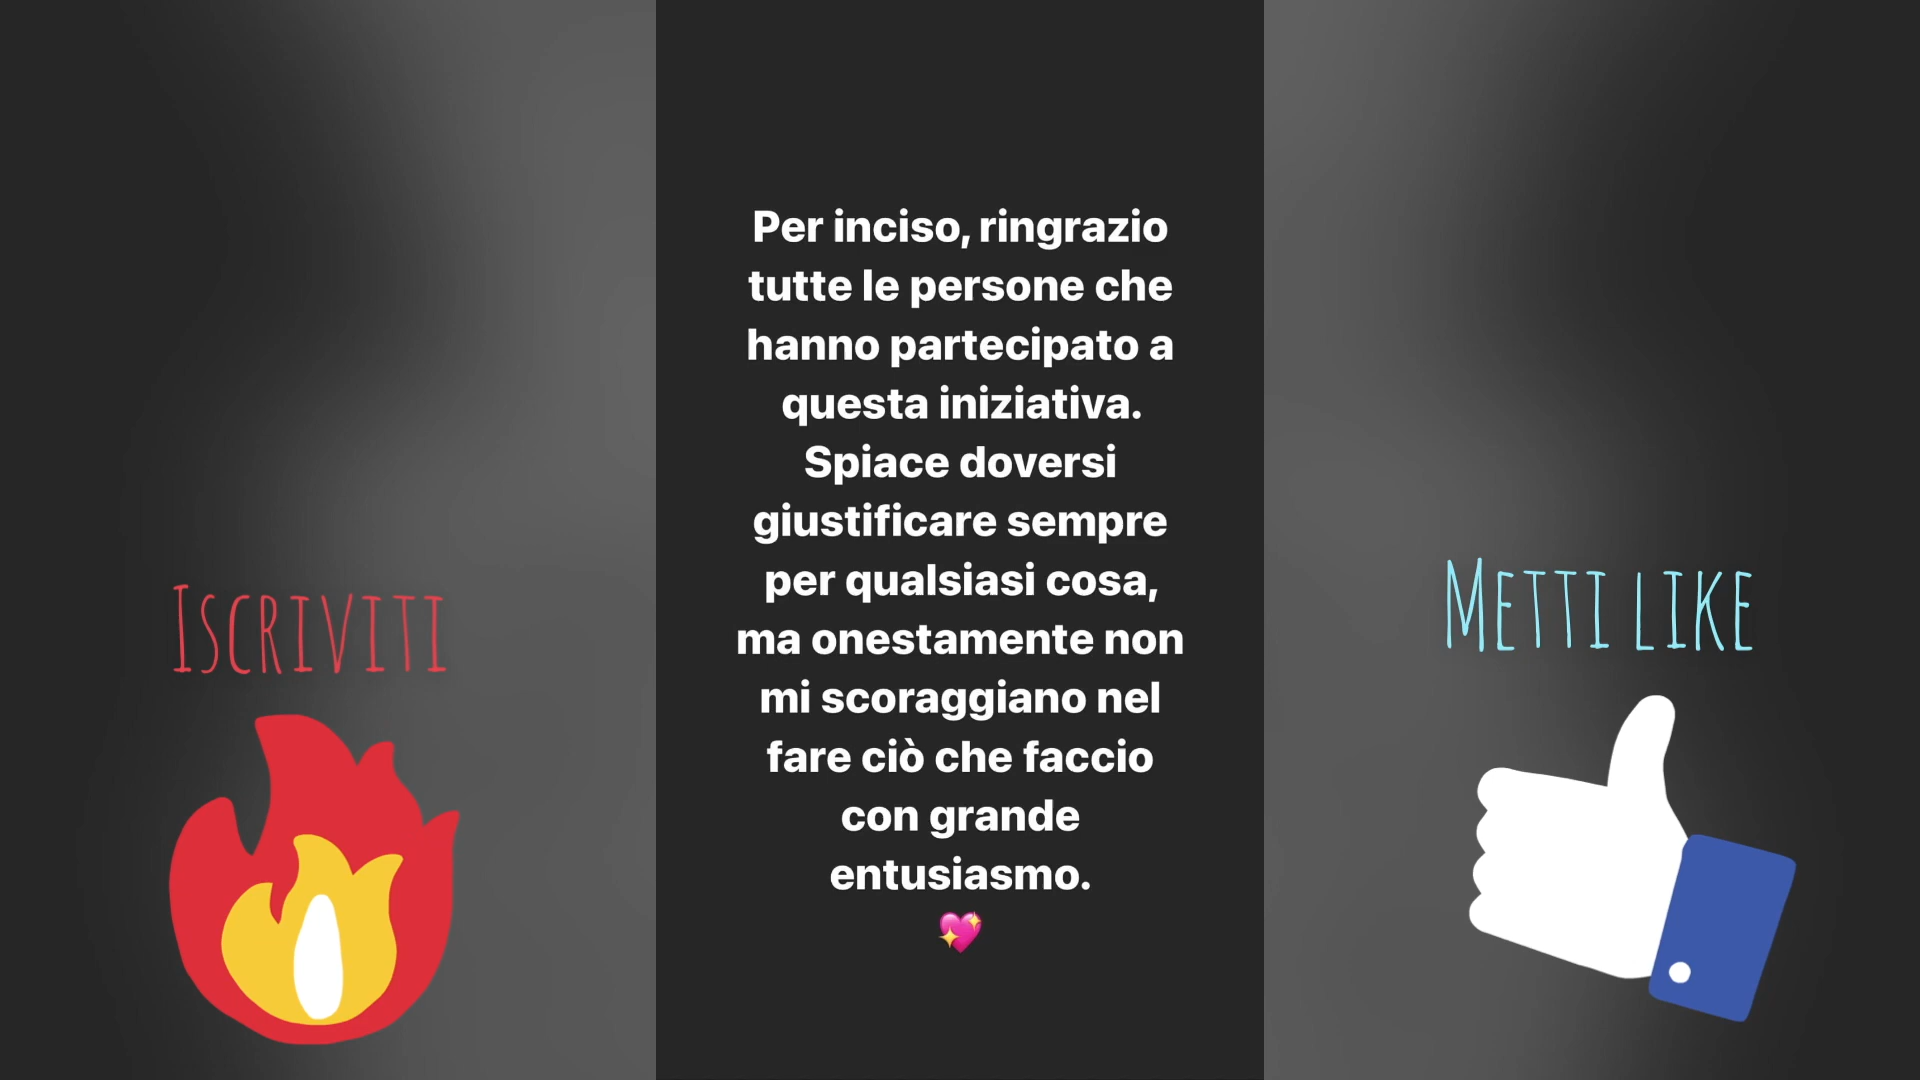 Per inciso, ringrazio
tutte le persone che
hanno partecipato a
questa iniziativa.
Spiace doversi
giustificare sempre
per qualsiasi cosa,
ma onestamente non
mi scoraggiano nel
fare ciò che faccio
con grande
entusiasmo.
💖
Iscriviti
Metti like